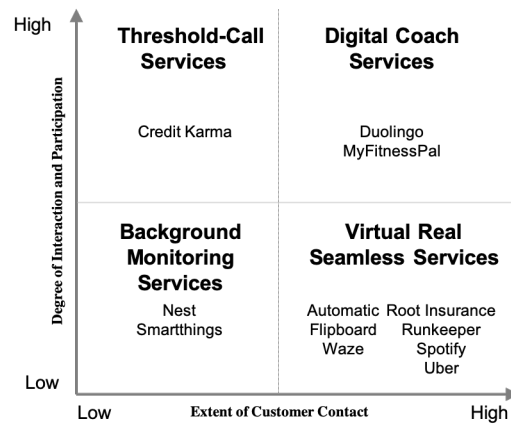 High
Degree of Interaction and Participation
Threshold-Call
Services
Credit Karma
Digital Coach
Services
Duolingo
MyFitnessPal
Background
Monitoring
Services
Nest
Smartthings
Virtual Real
Seamless Services
Automatic Root Insurance
Flipboard Runkeeper
Waze Spotify
Uber
Low
Low Extent of Customer Contact High